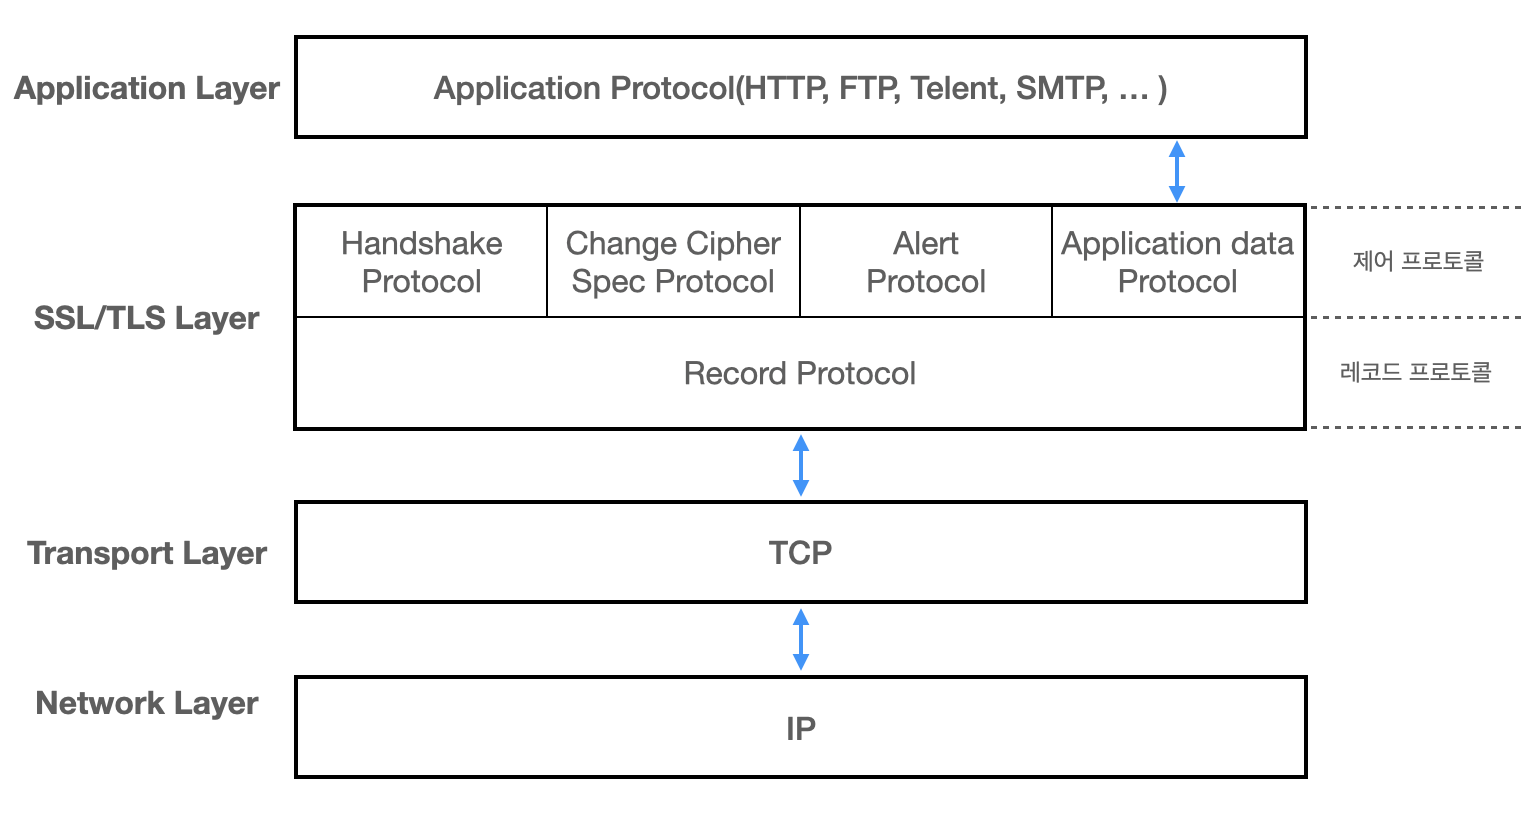 Application Layer
Application Protocol(HTTP, FTP, Telent, SMTP, … )
SSL/TLS Layer
Handshake
Protocol
Change Cipher
Spec Protocol
Alert
Protocol
Application data
Protocol
제어 프로토콜
Record Protocol
레코드 프로토콜
Transport Layer
TCP
Network Layer
IP